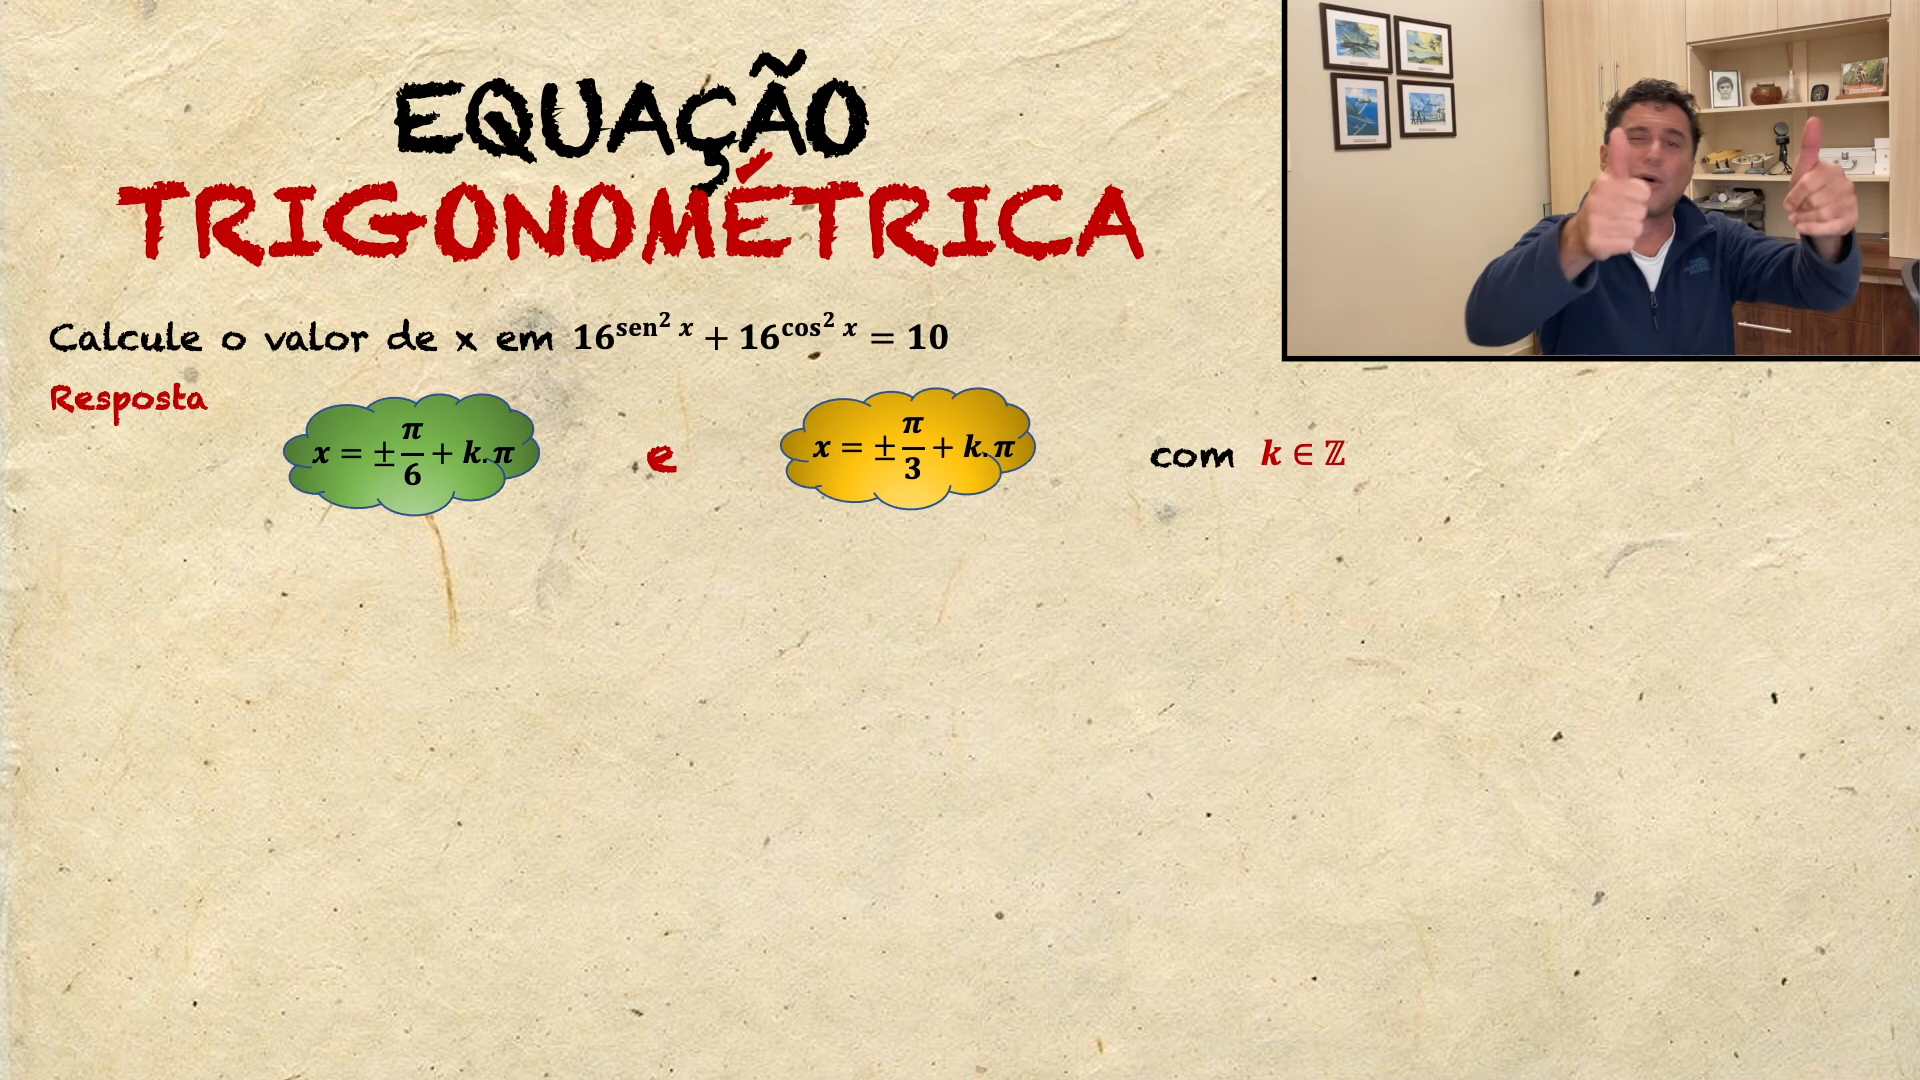 EQUAÇÃO
TRIGONOMÉTRICA
Calcule o valor de x em 16^{sen² x} + 16^{cos² x} = 10
Resposta
x = ± π/6 + k.π e x = ± π/3 + k.π com k ∈ ℤ